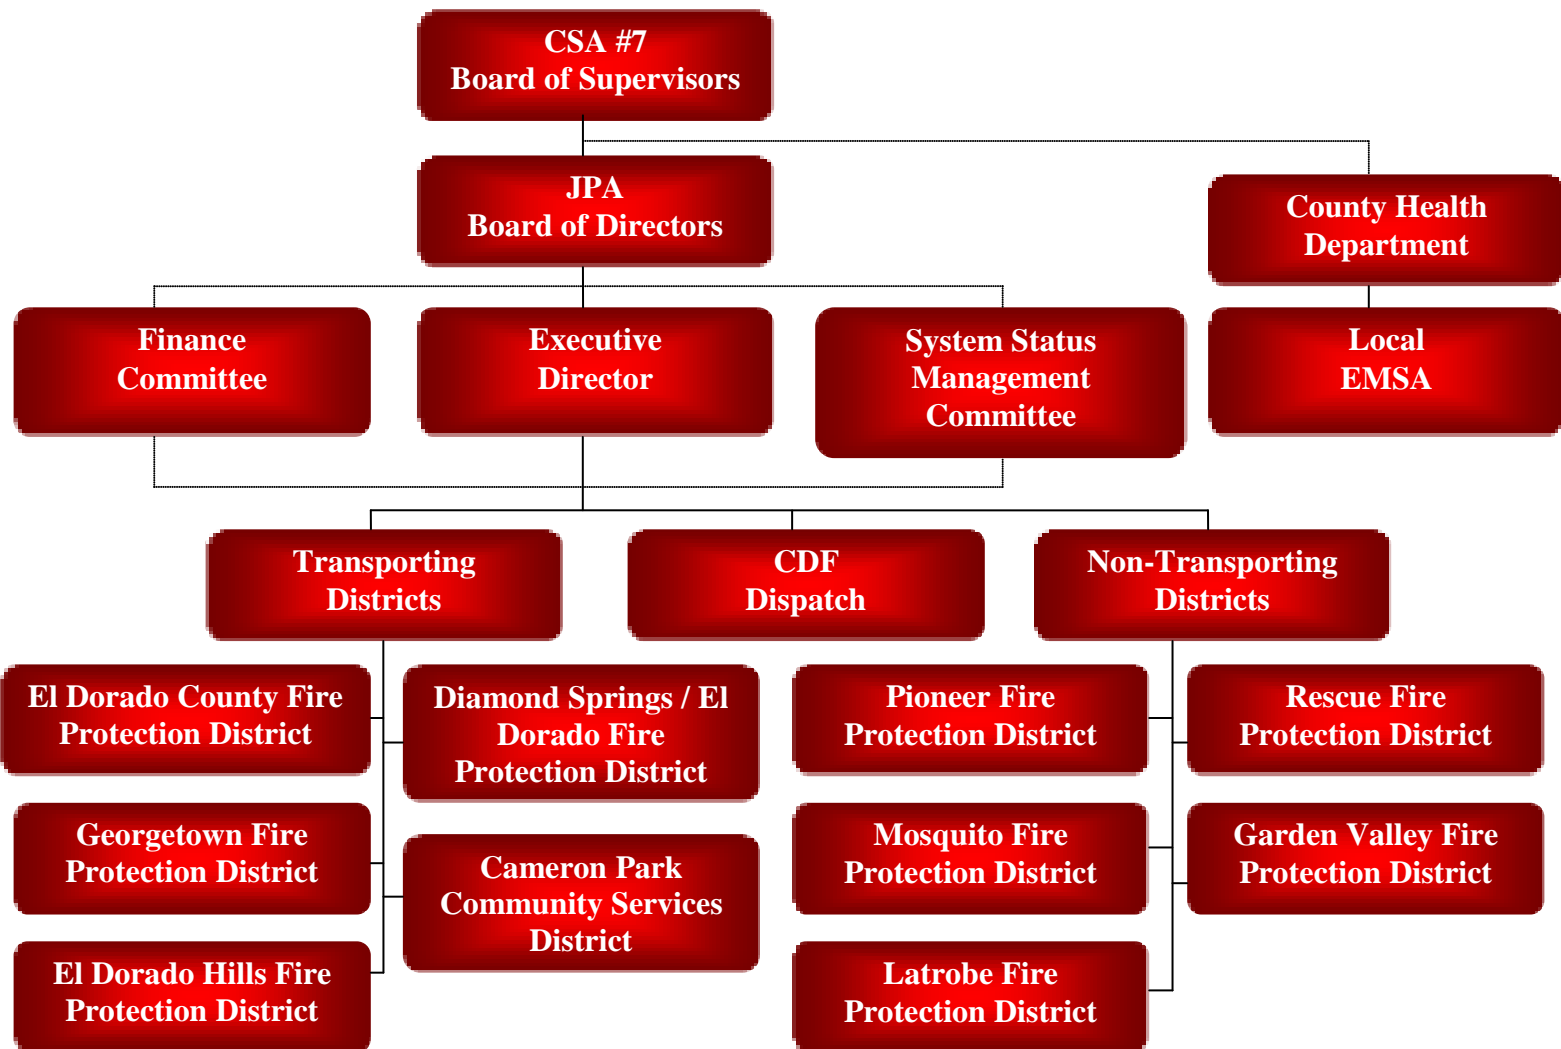 CSA #7
Board of Supervisors
JPA
Board of Directors
County Health
Department
Finance
Committee
Executive
Director
System Status
Management
Committee
Local
EMSA
Transporting
Districts
CDF
Dispatch
Non-Transporting
Districts
El Dorado County Fire
Protection District
Diamond Springs / El
Dorado Fire
Protection District
Pioneer Fire
Protection District
Rescue Fire
Protection District
Georgetown Fire
Protection District
Cameron Park
Community Services
District
Mosquito Fire
Protection District
Garden Valley Fire
Protection District
El Dorado Hills Fire
Protection District
Latrobe Fire
Protection District